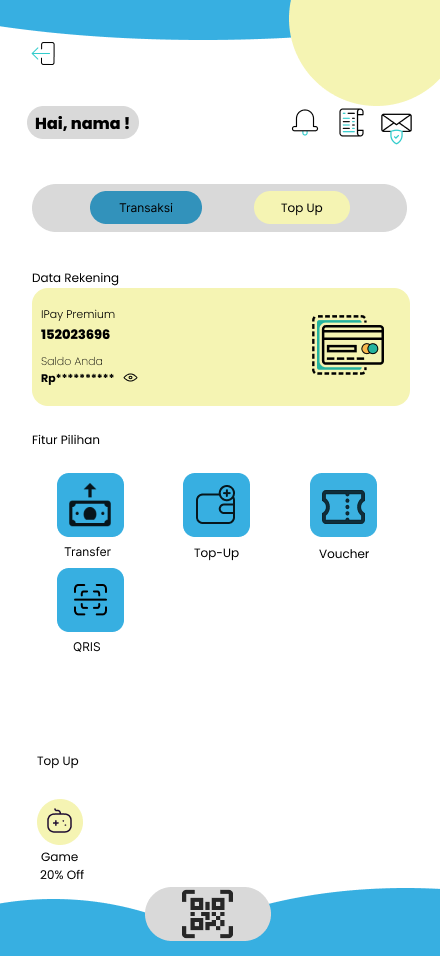 Hai, nama !
Transaksi
Top Up
Data Rekening
IPay Premium
152023696
Saldo Anda
Rp**********
Fitur Pilihan
Transfer
Top-Up
Voucher
QRIS
Top Up
Game
20% Off